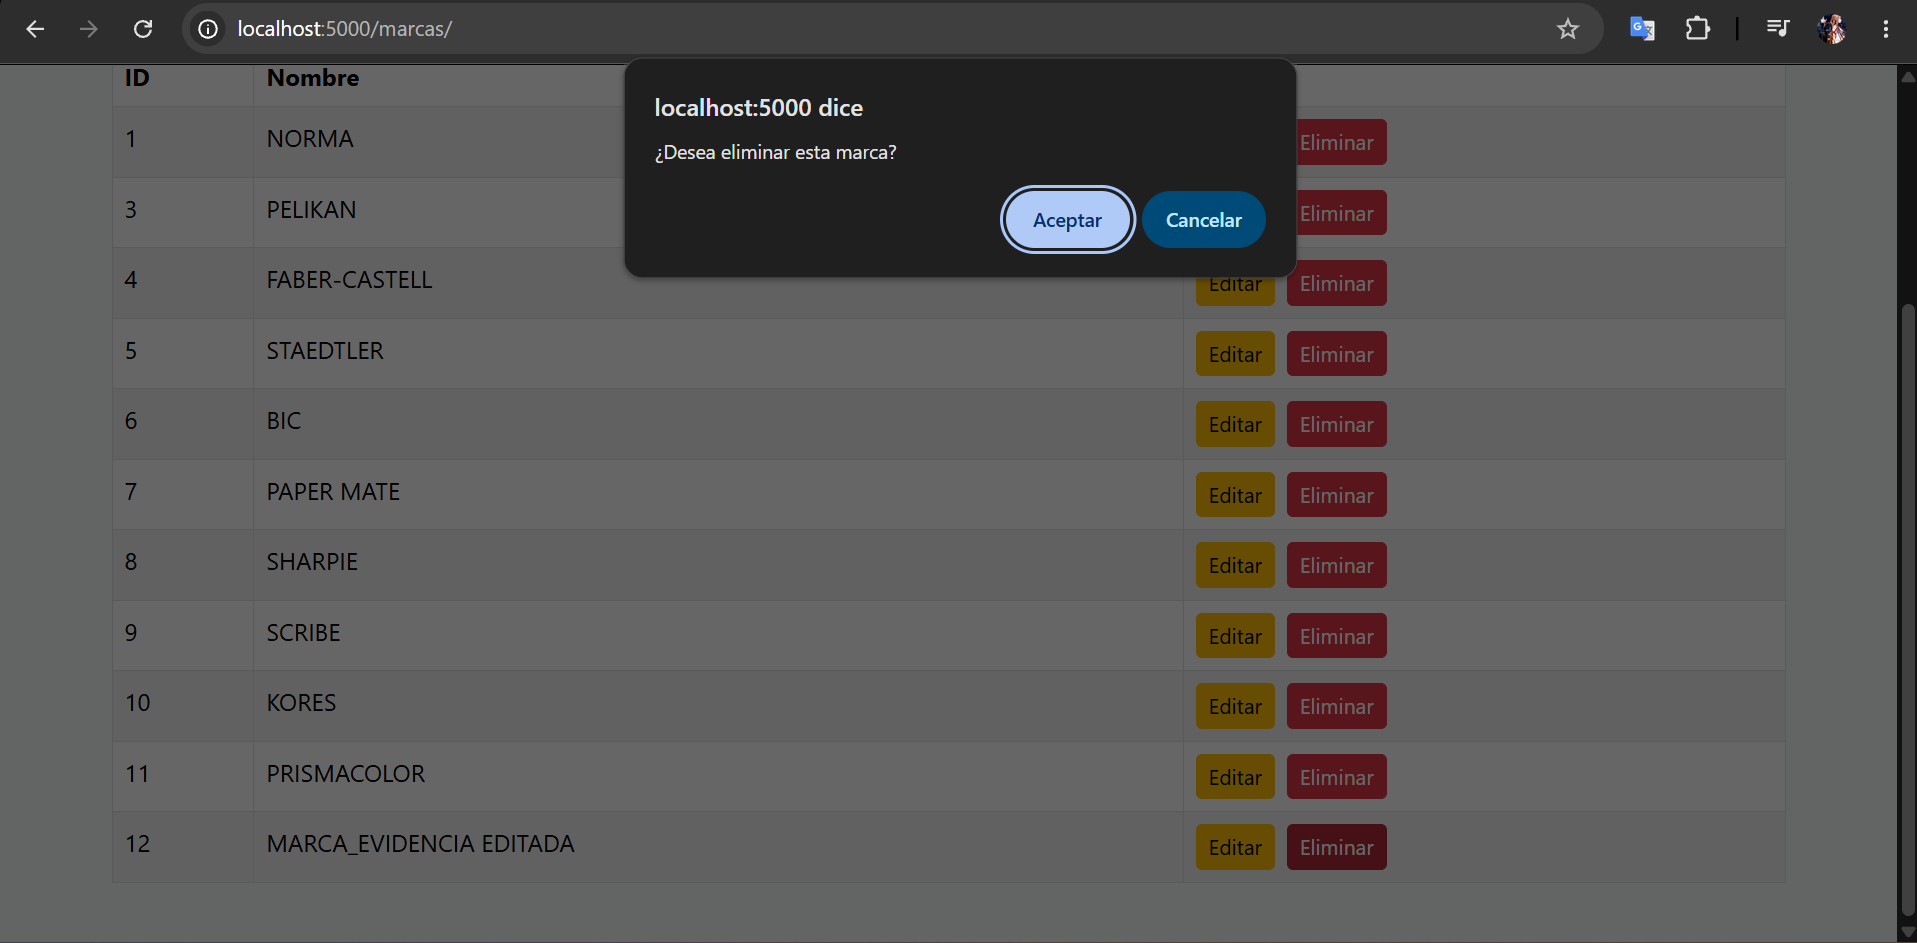 localhost:5000/marcas/
localhost:5000 dice
¿Desea eliminar esta marca?
Aceptar Cancelar
ID Nombre
1 NORMA Eliminar
3 PELIKAN Eliminar
4 FABER-CASTELL Editar Eliminar
5 STAEDTLER Editar Eliminar
6 BIC Editar Eliminar
7 PAPER MATE Editar Eliminar
8 SHARPIE Editar Eliminar
9 SCRIBE Editar Eliminar
10 KORES Editar Eliminar
11 PRISMACOLOR Editar Eliminar
12 MARCA_EVIDENCIA EDITADA Editar Eliminar